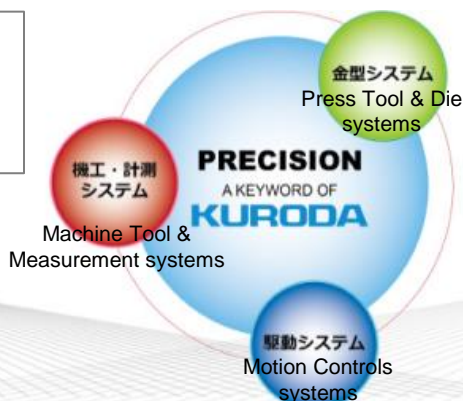 金型システム
Press Tool & Die
systems
機工・計測
システム
Machine Tool &
Measurement systems
PRECISION
A KEYWORD OF
KURODA
駆動システム
Motion Controls
systems